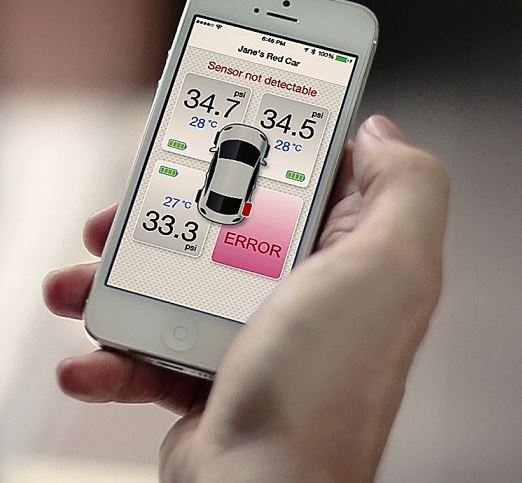 6:46 PM 100%
Jane's Red Car
Sensor not detectable
psi psi
34.7 34.5
28 °C 28 °C
27 °C
33.3 ERROR
psi